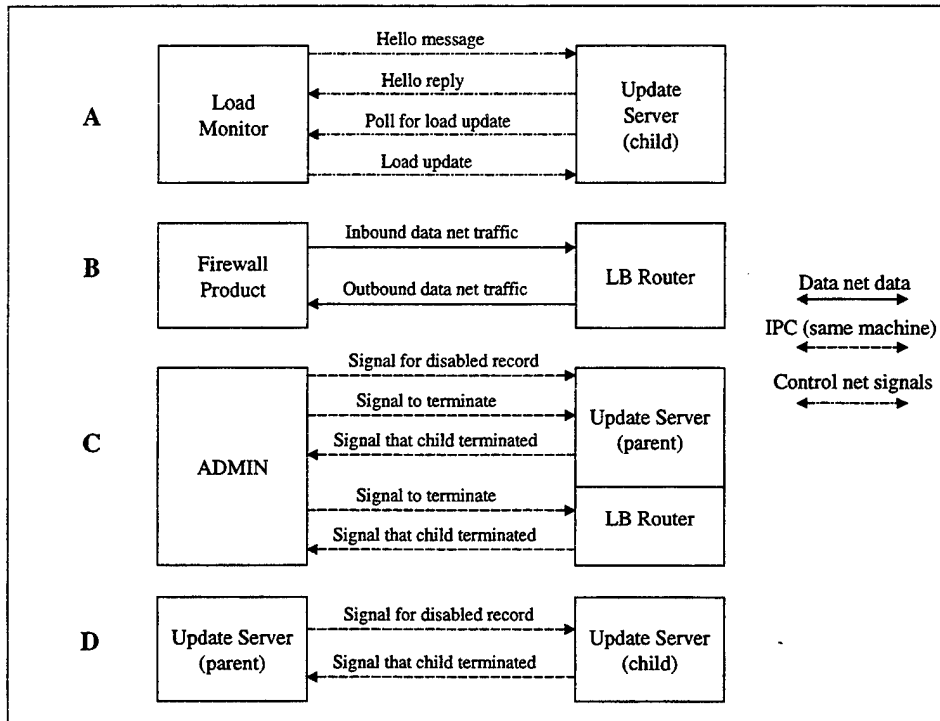 A
Load
Monitor
Hello message
Hello reply
Poll for load update
Load update
Update
Server
(child)
B
Firewall
Product
Inbound data net traffic
Outbound data net traffic
LB Router
Data net data
IPC (same machine)
Control net signals
C
ADMIN
Signal for disabled record
Signal to terminate
Signal that child terminated
Signal to terminate
Signal that child terminated
Update Server
(parent)
LB Router
D
Update Server
(parent)
Signal for disabled record
Signal that child terminated
Update Server
(child)